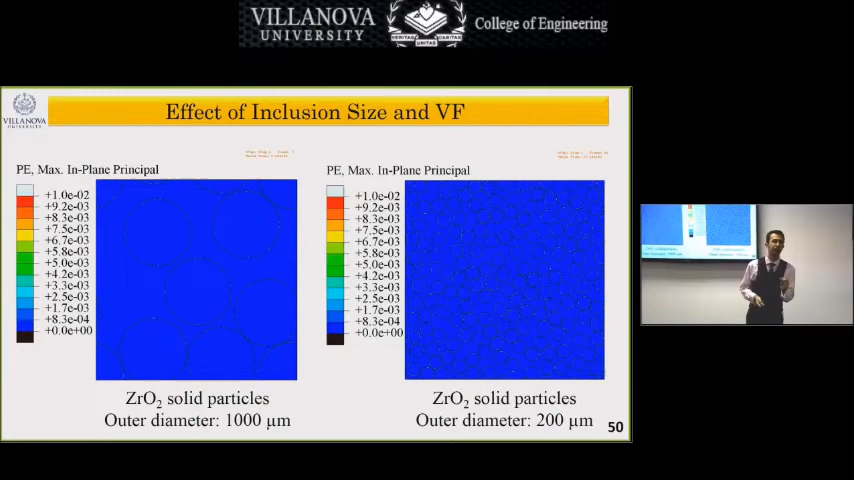 VILLANOVA
UNIVERSITY
VERITAS
UNITAS
CARITAS
College of Engineering
VILLANOVA
UNIVERSITY
Effect of Inclusion Size and VF
PE, Max. In-Plane Principal
+1.0e-02
+9.2e-03
+8.3e-03
+7.5e-03
+6.7e-03
+5.8e-03
+5.0e-03
+4.2e-03
+3.3e-03
+2.5e-03
+1.7e-03
+8.3e-04
+0.0e+00
PE, Max. In-Plane Principal
+1.0e-02
+9.2e-03
+8.3e-03
+7.5e-03
+6.7e-03
+5.8e-03
+5.0e-03
+4.2e-03
+3.3e-03
+2.5e-03
+1.7e-03
+8.3e-04
+0.0e+00
ZrO₂ solid particles
Outer diameter: 1000 µm
ZrO₂ solid particles
Outer diameter: 200 µm
50